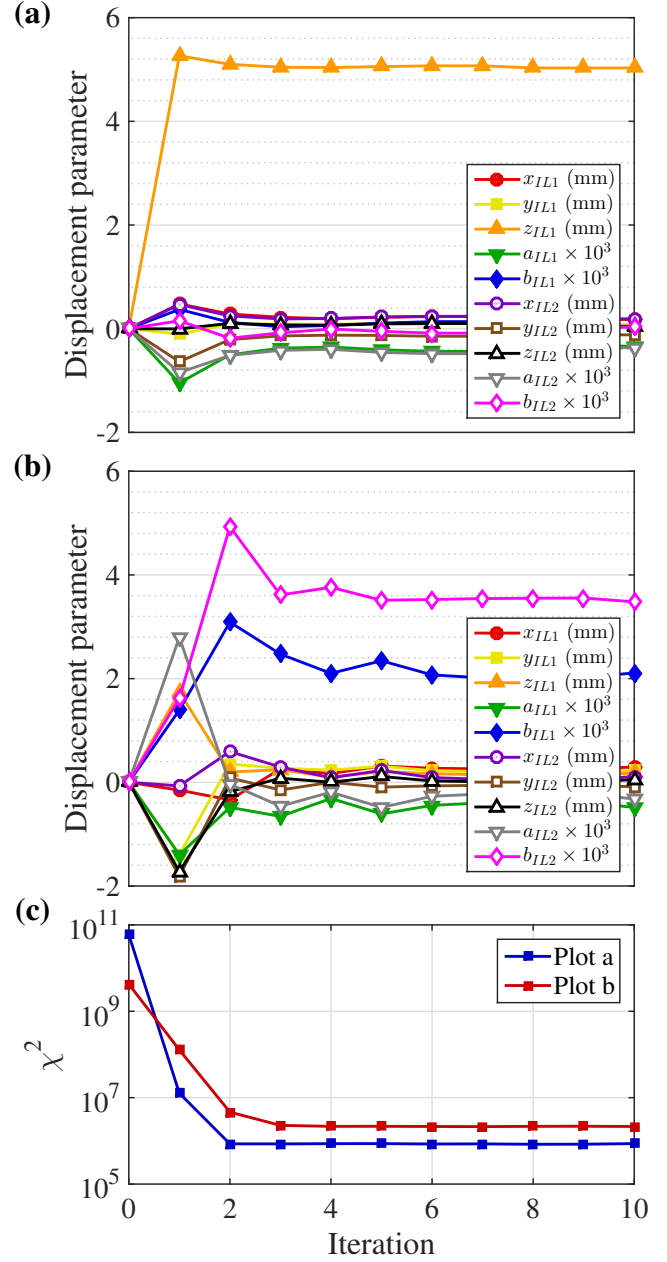 (a)
6
4
2
0
-2
Displacement parameter
x_{IL1} (mm)
y_{IL1} (mm)
z_{IL1} (mm)
a_{IL1} × 10^3
b_{IL1} × 10^3
x_{IL2} (mm)
y_{IL2} (mm)
z_{IL2} (mm)
a_{IL2} × 10^3
b_{IL2} × 10^3
(b)
6
4
2
0
-2
Displacement parameter
x_{IL1} (mm)
y_{IL1} (mm)
z_{IL1} (mm)
a_{IL1} × 10^3
b_{IL1} × 10^3
x_{IL2} (mm)
y_{IL2} (mm)
z_{IL2} (mm)
a_{IL2} × 10^3
b_{IL2} × 10^3
(c)
10^{11}
10^9
10^7
10^5
χ^2
Plot a
Plot b
0 2 4 6 8 10
Iteration